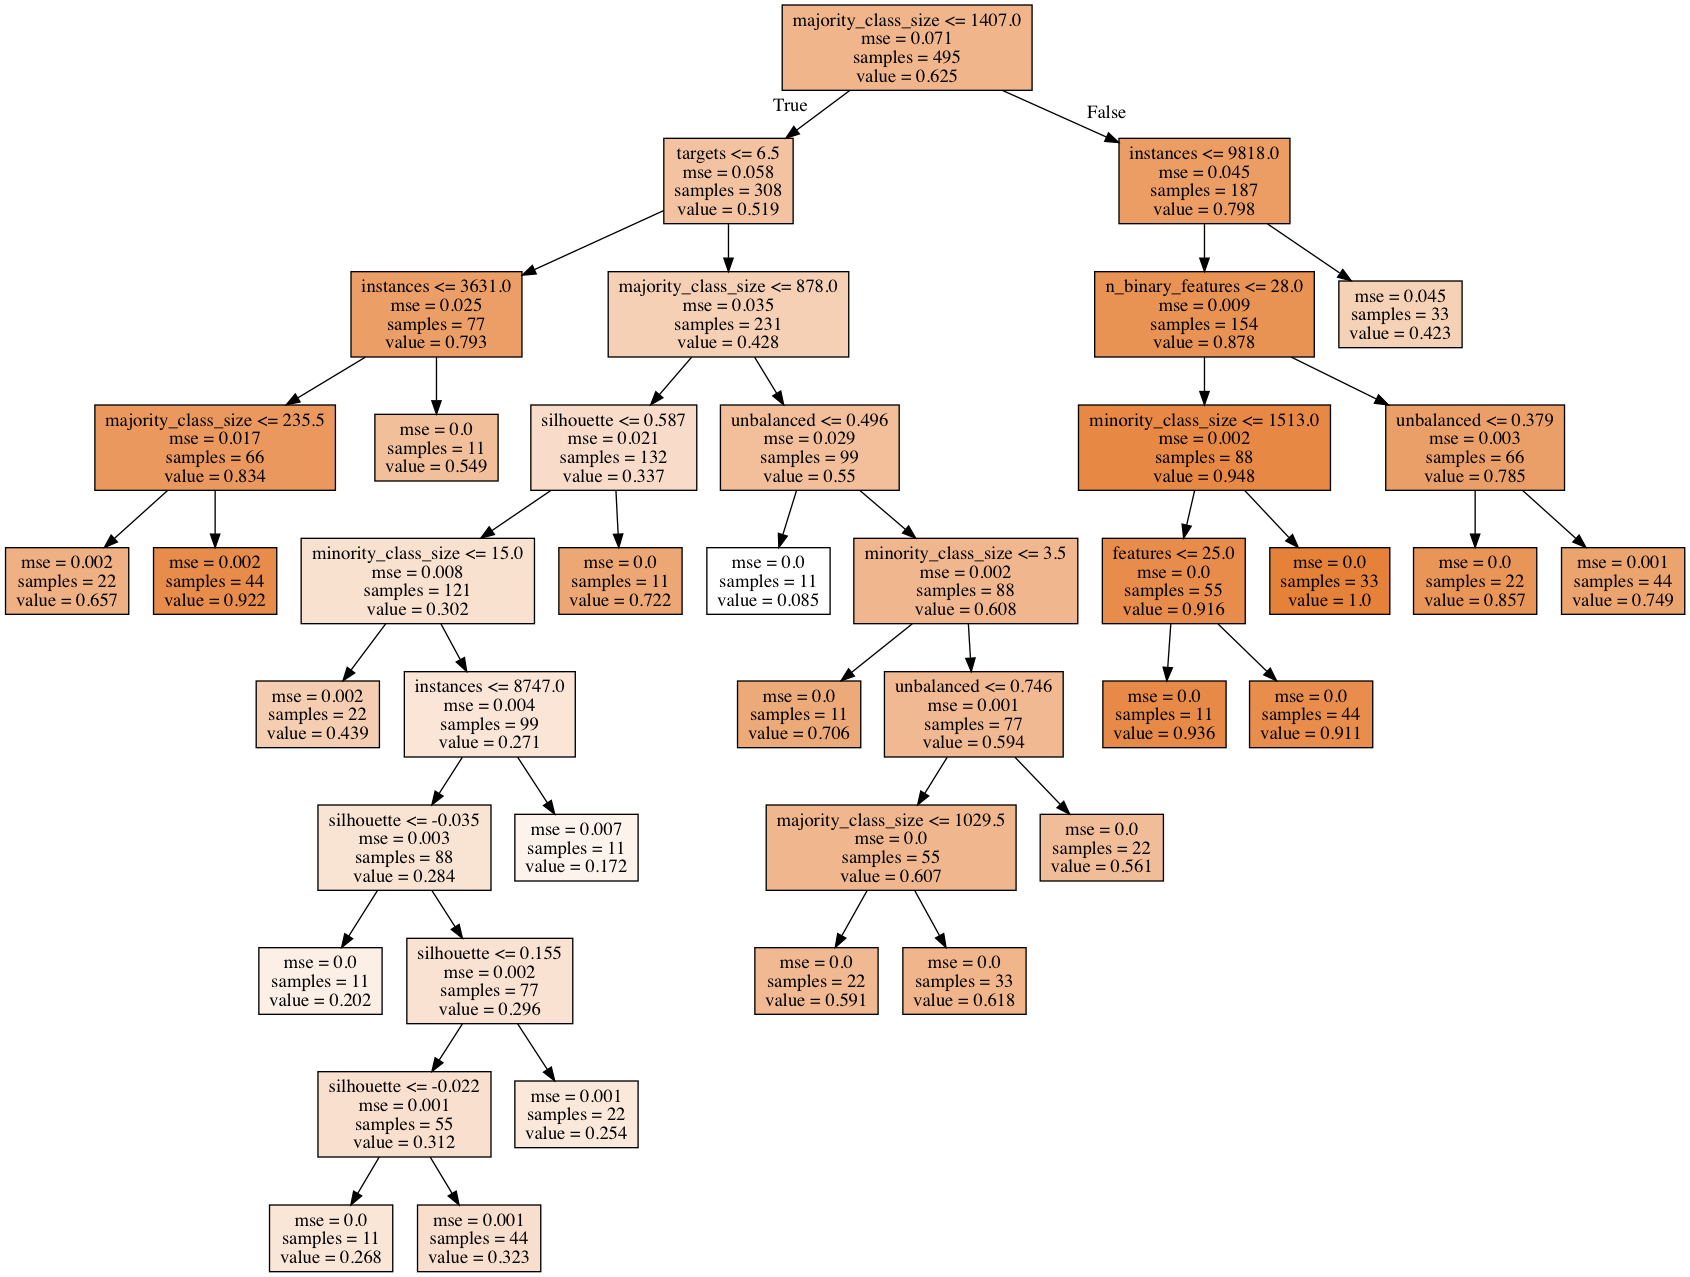 majority_class_size <= 1407.0
mse = 0.071
samples = 495
value = 0.625
True
False
targets <= 6.5
mse = 0.058
samples = 308
value = 0.519
instances <= 9818.0
mse = 0.045
samples = 187
value = 0.798
instances <= 3631.0
mse = 0.025
samples = 77
value = 0.793
majority_class_size <= 878.0
mse = 0.035
samples = 231
value = 0.428
n_binary_features <= 28.0
mse = 0.009
samples = 154
value = 0.878
mse = 0.045
samples = 33
value = 0.423
majority_class_size <= 235.5
mse = 0.017
samples = 66
value = 0.834
mse = 0.0
samples = 11
value = 0.549
silhouette <= 0.587
mse = 0.021
samples = 132
value = 0.337
unbalanced <= 0.496
mse = 0.029
samples = 99
value = 0.55
minority_class_size <= 1513.0
mse = 0.002
samples = 88
value = 0.948
unbalanced <= 0.379
mse = 0.003
samples = 66
value = 0.785
mse = 0.002
samples = 22
value = 0.657
mse = 0.002
samples = 44
value = 0.922
minority_class_size <= 15.0
mse = 0.008
samples = 121
value = 0.302
mse = 0.0
samples = 11
value = 0.722
mse = 0.0
samples = 11
value = 0.085
minority_class_size <= 3.5
mse = 0.002
samples = 88
value = 0.608
features <= 25.0
mse = 0.0
samples = 55
value = 0.916
mse = 0.0
samples = 33
value = 1.0
mse = 0.0
samples = 22
value = 0.857
mse = 0.001
samples = 44
value = 0.749
mse = 0.002
samples = 22
value = 0.439
instances <= 8747.0
mse = 0.004
samples = 99
value = 0.271
mse = 0.0
samples = 11
value = 0.706
unbalanced <= 0.746
mse = 0.001
samples = 77
value = 0.594
mse = 0.0
samples = 11
value = 0.936
mse = 0.0
samples = 44
value = 0.911
silhouette <= -0.035
mse = 0.003
samples = 88
value = 0.284
mse = 0.007
samples = 11
value = 0.172
majority_class_size <= 1029.5
mse = 0.0
samples = 55
value = 0.607
mse = 0.0
samples = 22
value = 0.561
mse = 0.0
samples = 11
value = 0.202
silhouette <= 0.155
mse = 0.002
samples = 77
value = 0.296
mse = 0.0
samples = 22
value = 0.591
mse = 0.0
samples = 33
value = 0.618
silhouette <= -0.022
mse = 0.001
samples = 55
value = 0.312
mse = 0.001
samples = 22
value = 0.254
mse = 0.0
samples = 11
value = 0.268
mse = 0.001
samples = 44
value = 0.323